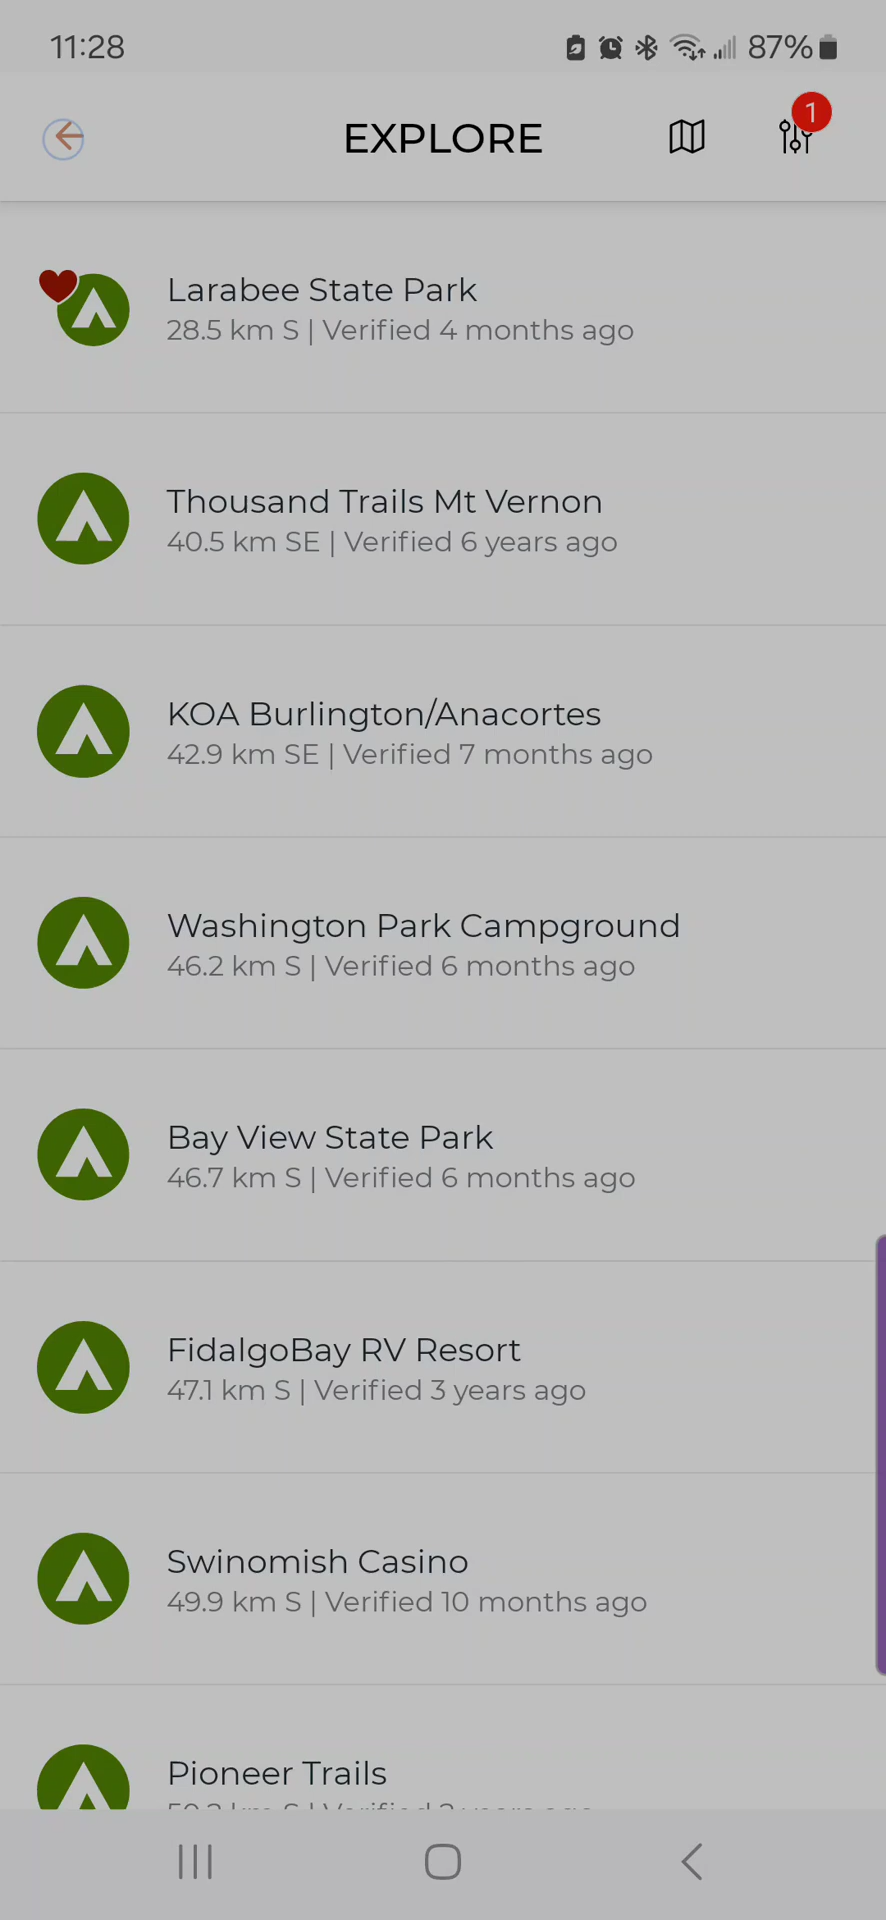 11:28
87%
EXPLORE
1
Larabee State Park
28.5 km S | Verified 4 months ago
Thousand Trails Mt Vernon
40.5 km SE | Verified 6 years ago
KOA Burlington/Anacortes
42.9 km SE | Verified 7 months ago
Washington Park Campground
46.2 km S | Verified 6 months ago
Bay View State Park
46.7 km S | Verified 6 months ago
FidalgoBay RV Resort
47.1 km S | Verified 3 years ago
Swinomish Casino
49.9 km S | Verified 10 months ago
Pioneer Trails